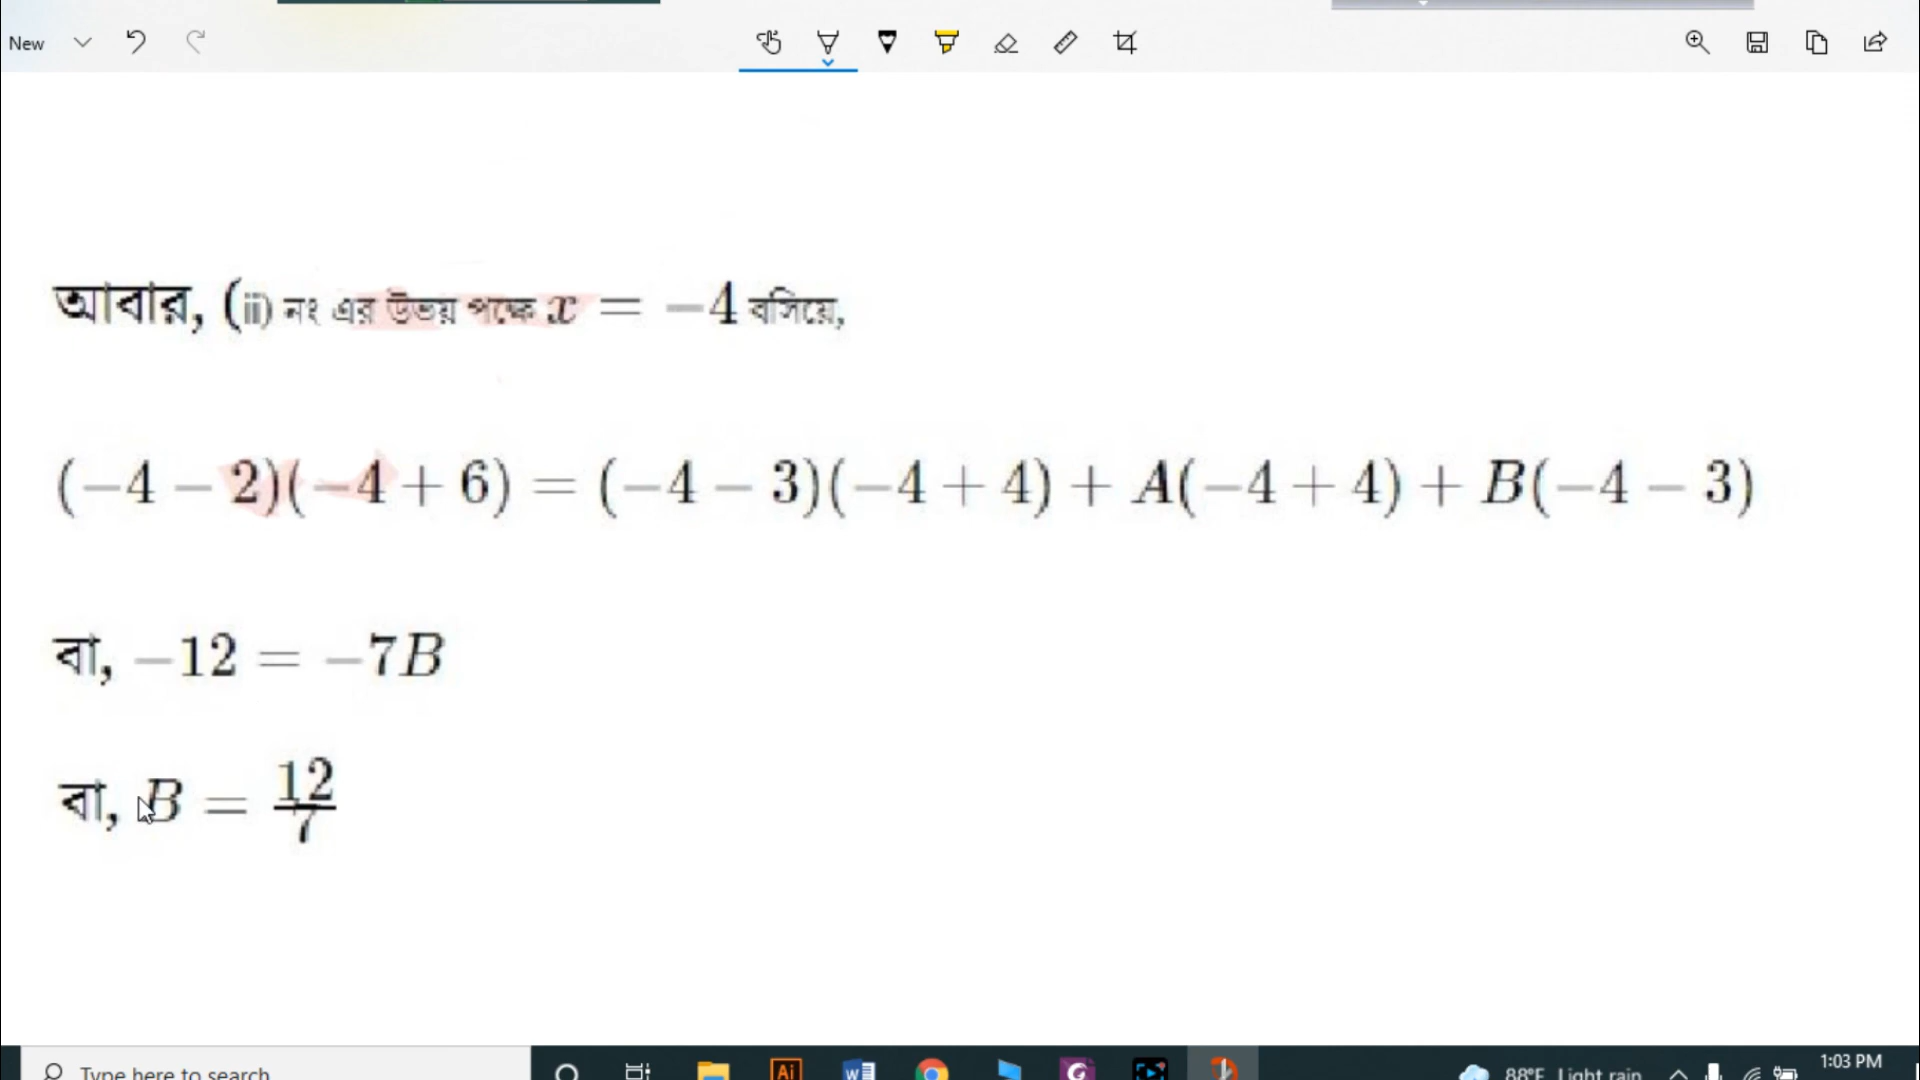 New
আবার, (ii) নং এর উভয় পক্ষে x = −4 বসিয়ে,
(−4 − 2)(−4 + 6) = (−4 − 3)(−4 + 4) + A(−4 + 4) + B(−4 − 3)
বা, −12 = −7B
বা, B = 12/7
Type here to search
Ai
88°F Light rain
1:03 PM